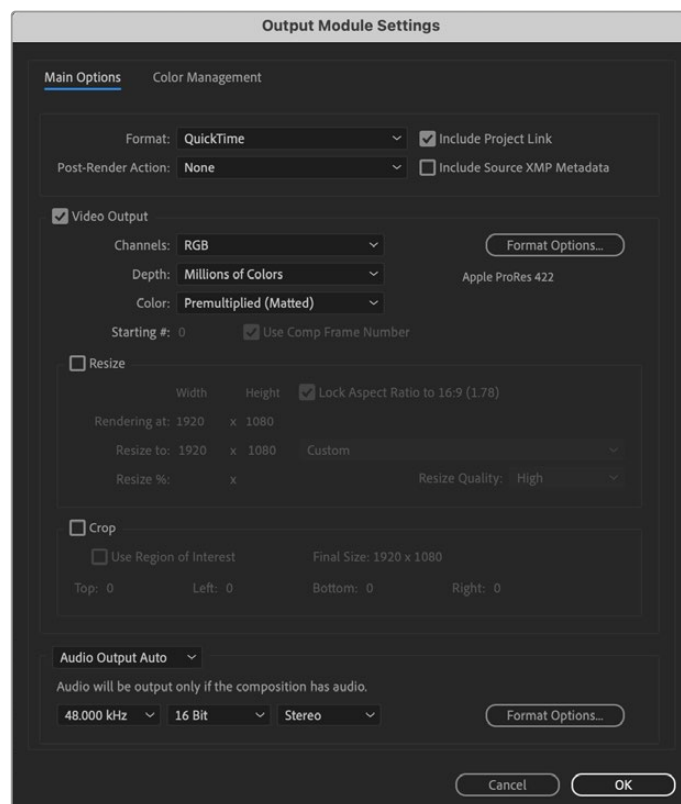 Output Module Settings
Main Options Color Management
Format: QuickTime Include Project Link
Post-Render Action: None Include Source XMP Metadata
Video Output
Channels: RGB Format Options...
Depth: Millions of Colors Apple ProRes 422
Color: Premultiplied (Matted)
Starting #: 0 Use Comp Frame Number
Resize
Width Height Lock Aspect Ratio to 16:9 (1.78)
Rendering at: 1920 x 1080
Resize to: 1920 x 1080 Custom
Resize %: x Resize Quality: High
Crop
Use Region of Interest Final Size: 1920 x 1080
Top: 0 Left: 0 Bottom: 0 Right: 0
Audio Output Auto
Audio will be output only if the composition has audio.
48.000 kHz 16 Bit Stereo Format Options...
Cancel OK